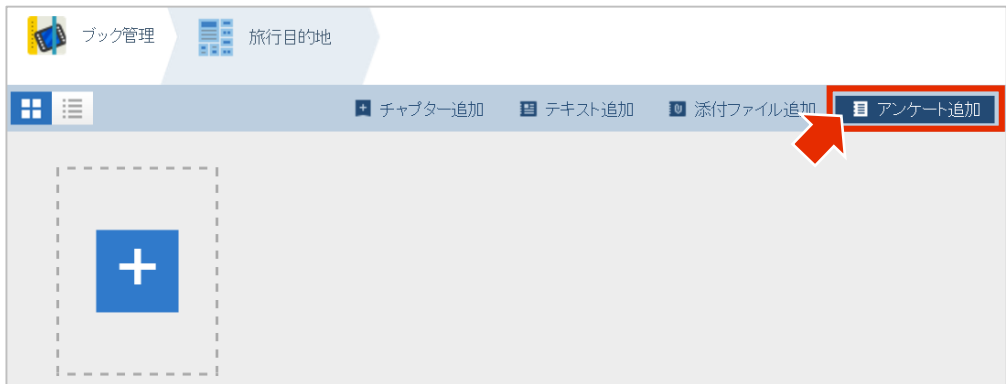 ブック管理
旅行目的地
チャプター追加
テキスト追加
添付ファイル追加
アンケート追加